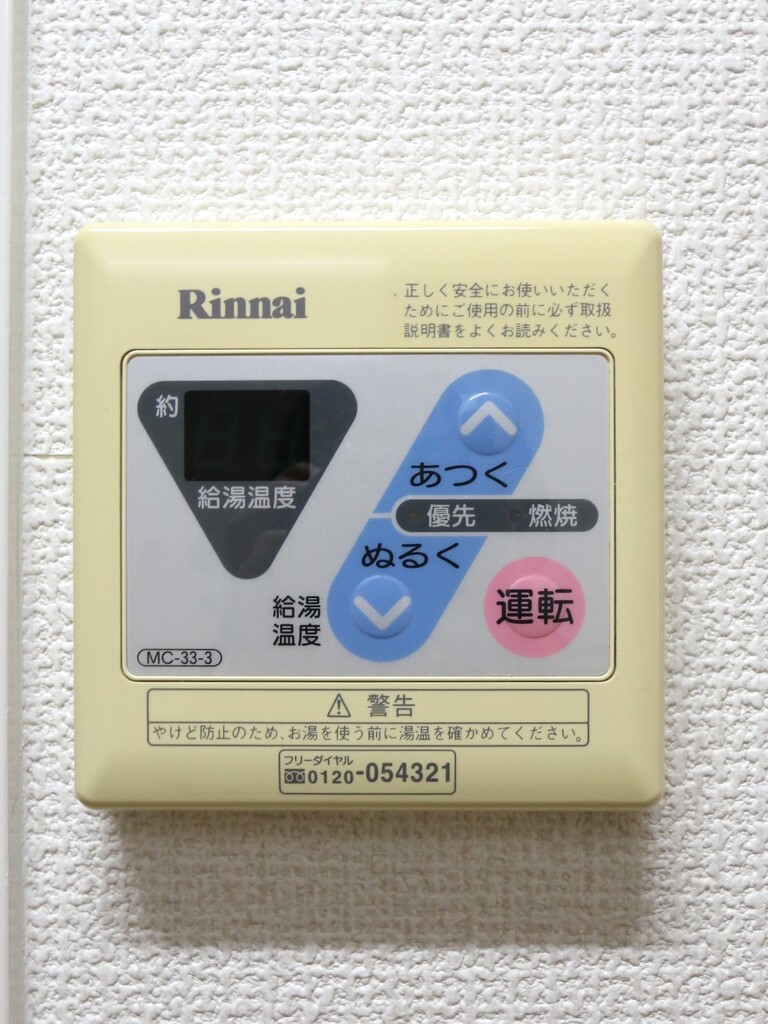 Rinnai
正しく安全にお使いいただく
ためにご使用の前に必ず取扱
説明書をよくお読みください。
約
給湯温度
あつく
優先 燃焼
ぬるく
給湯
温度
運転
MC-33-3
⚠ 警告
やけど防止のため、お湯を使う前に湯温を確かめてください。
フリーダイヤル
0120-054321